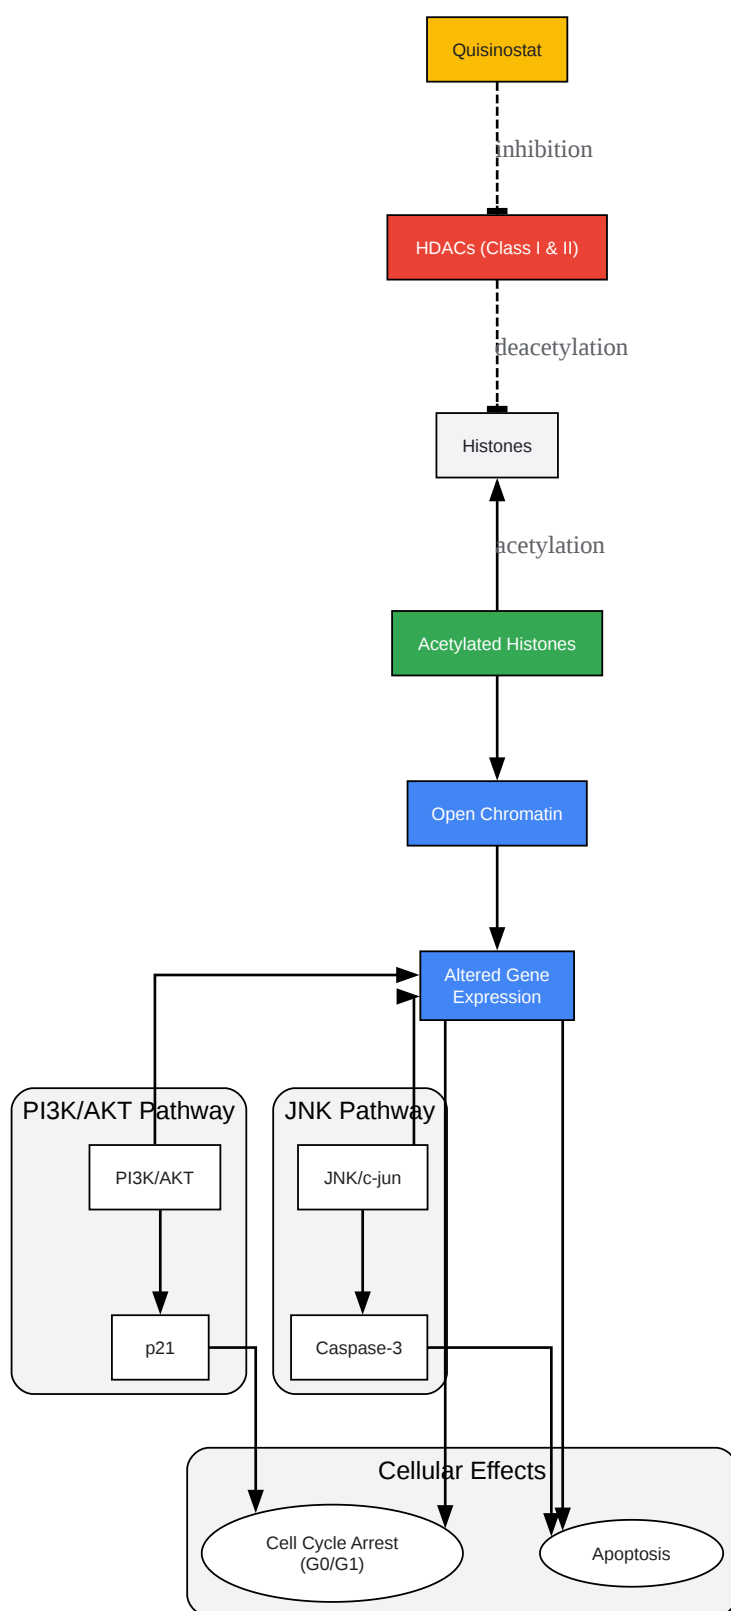 Quisinostat
inhibition
HDACs (Class I & II)
deacetylation
Histones
acetylation
Acetylated Histones
Open Chromatin
Altered Gene
Expression
PI3K/AKT Pathway
JNK Pathway
PI3K/AKT
JNK/c-jun
p21
Caspase-3
Cellular Effects
Cell Cycle Arrest
(G0/G1)
Apoptosis